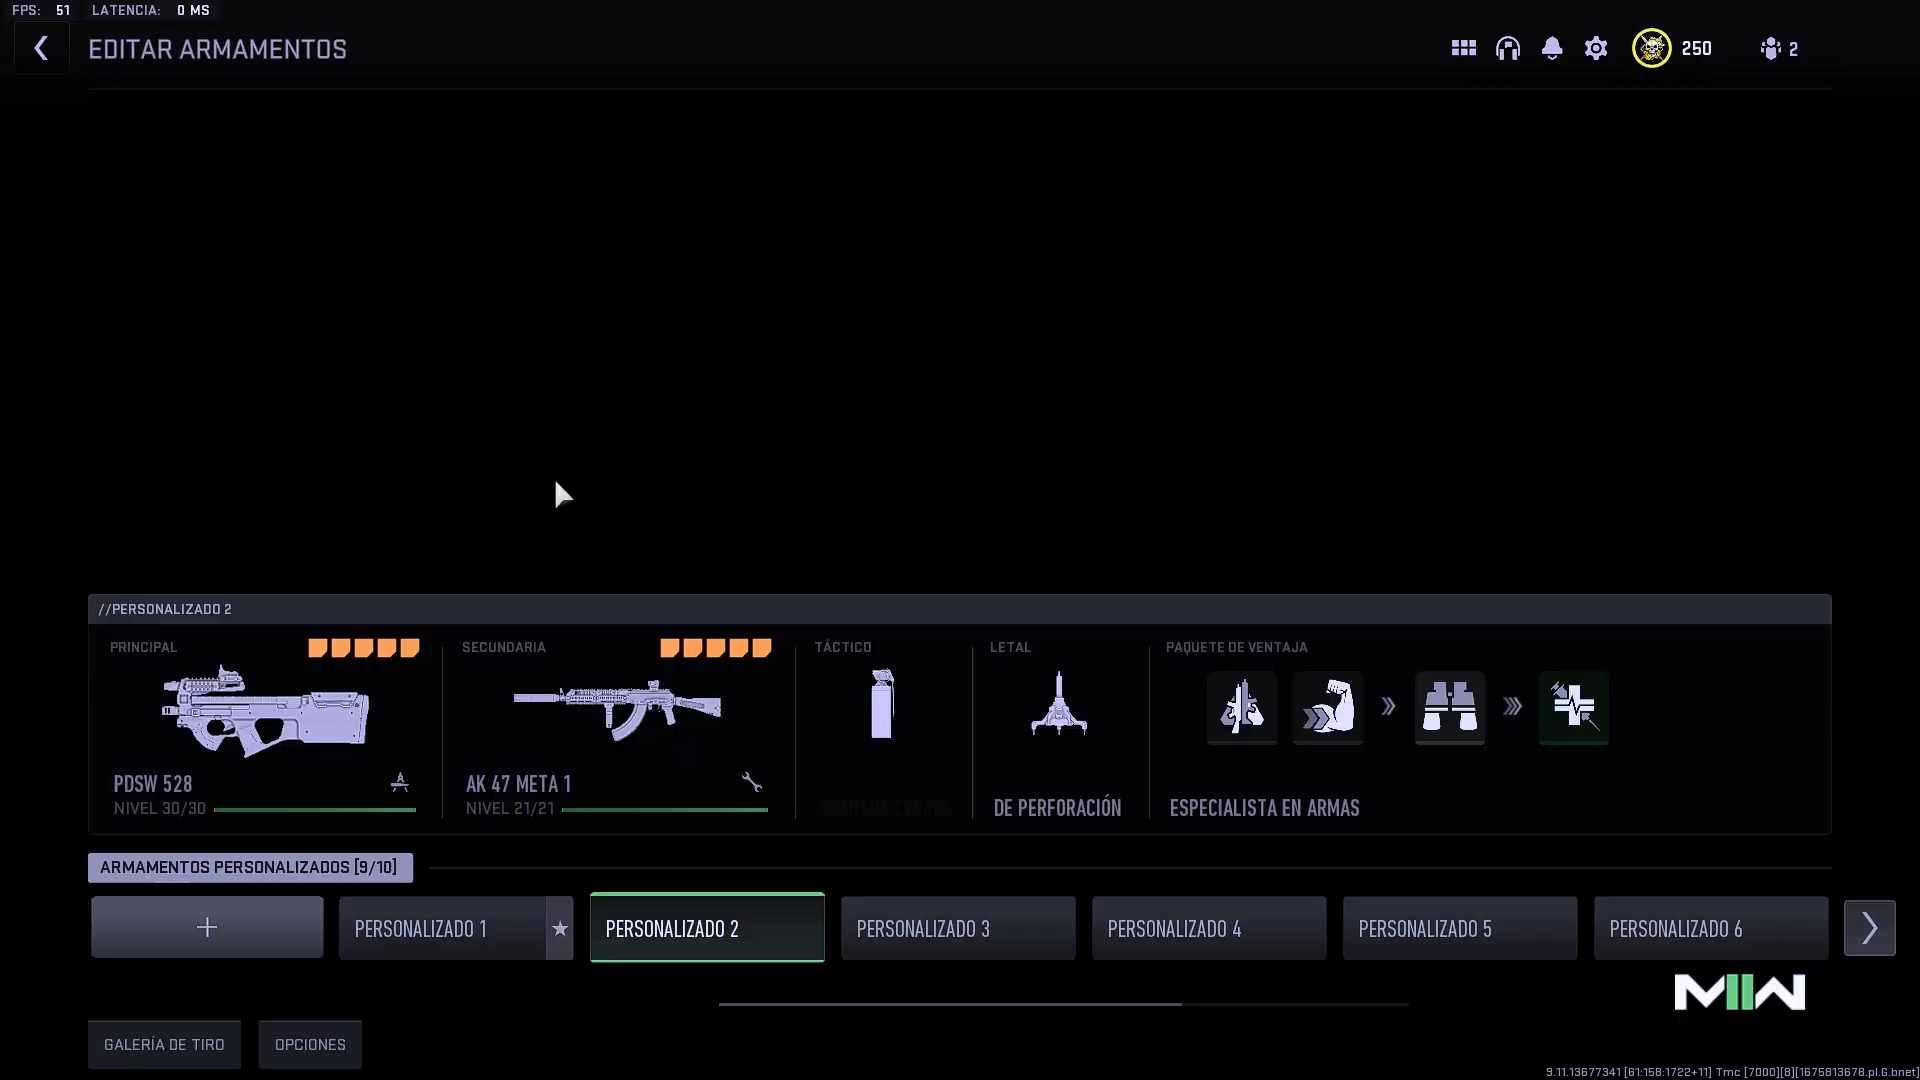 FPS: 51 LATENCIA: 0 MS
EDITAR ARMAMENTOS
250
2
//PERSONALIZADO 2
PRINCIPAL
SECUNDARIA
TÁCTICO
LETAL
PAQUETE DE VENTAJA
PDSW 528
NIVEL 30/30
AK 47 META 1
NIVEL 21/21
DE PERFORACIÓN
ESPECIALISTA EN ARMAS
ARMAMENTOS PERSONALIZADOS [9/10]
PERSONALIZADO 1
PERSONALIZADO 2
PERSONALIZADO 3
PERSONALIZADO 4
PERSONALIZADO 5
PERSONALIZADO 6
MIIW
GALERÍA DE TIRO
OPCIONES
9.11.13677341 [61:158:1722+11] Tmc [7000][8][1675813678.pl.G.bnet]